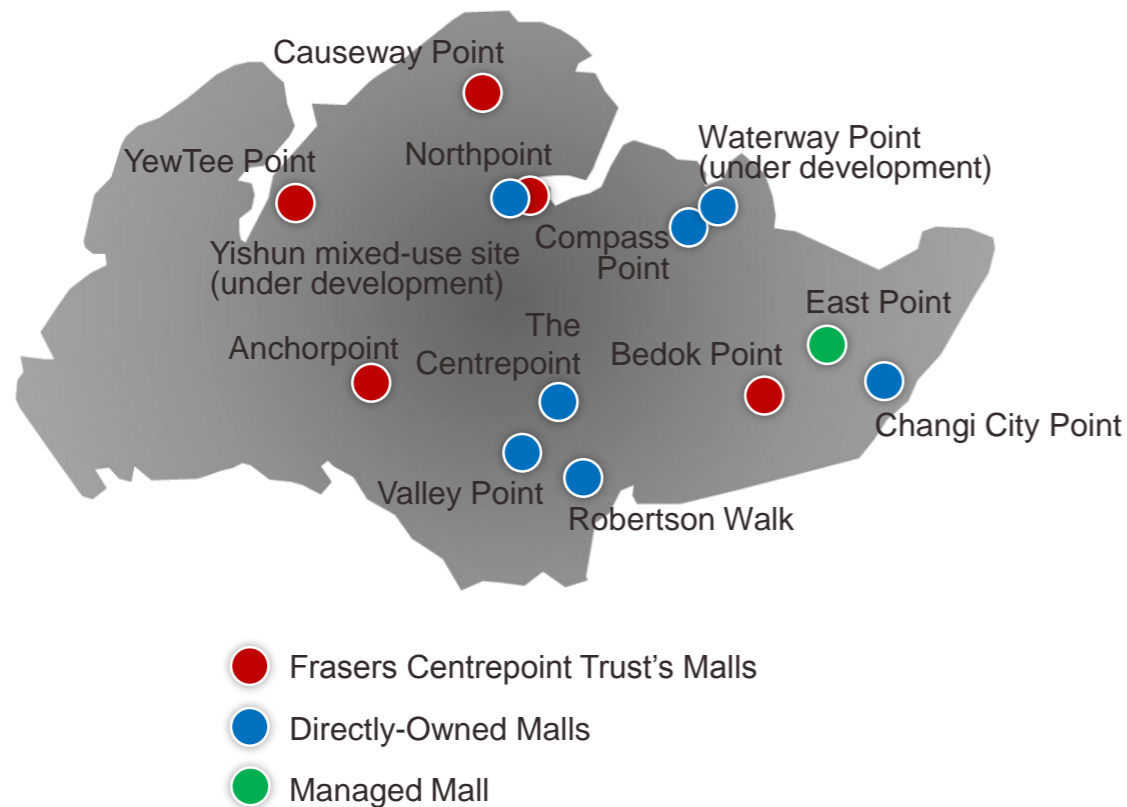 Causeway Point
YewTee Point
Northpoint
Waterway Point
(under development)
Yishun mixed-use site
(under development)
Compass
Point
East Point
Anchorpoint
The
Centrepoint
Bedok Point
Changi City Point
Valley Point
Robertson Walk
Frasers Centrepoint Trust’s Malls
Directly-Owned Malls
Managed Mall